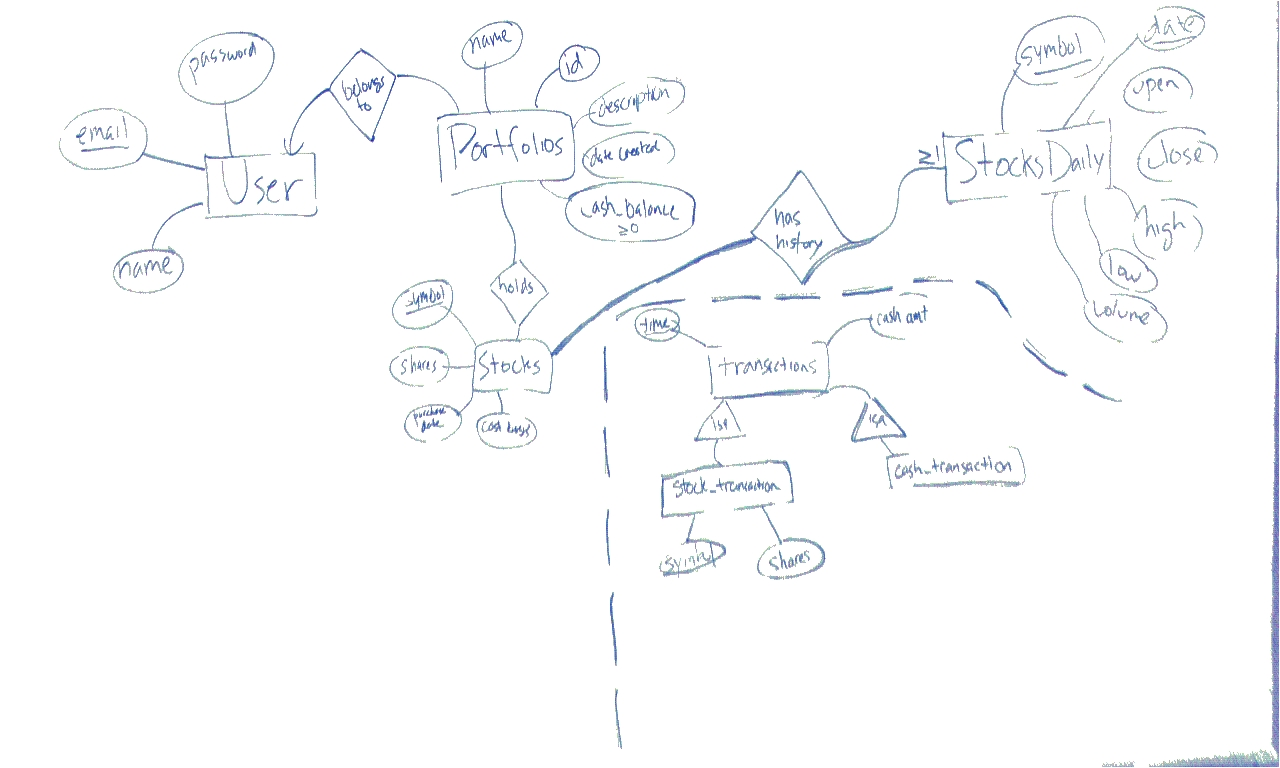 password
email
User
name
belongs
to
name
id
Portfolios
description
date created
cash_balance
≥0
holds
symbol
shares
Stocks
purchase
date
cost basis
has
history
≥1
StocksDaily
symbol
date
open
close
high
low
volume
time
cash amt
transactions
isa
isa
stock_transaction
cash_transaction
symbol
shares